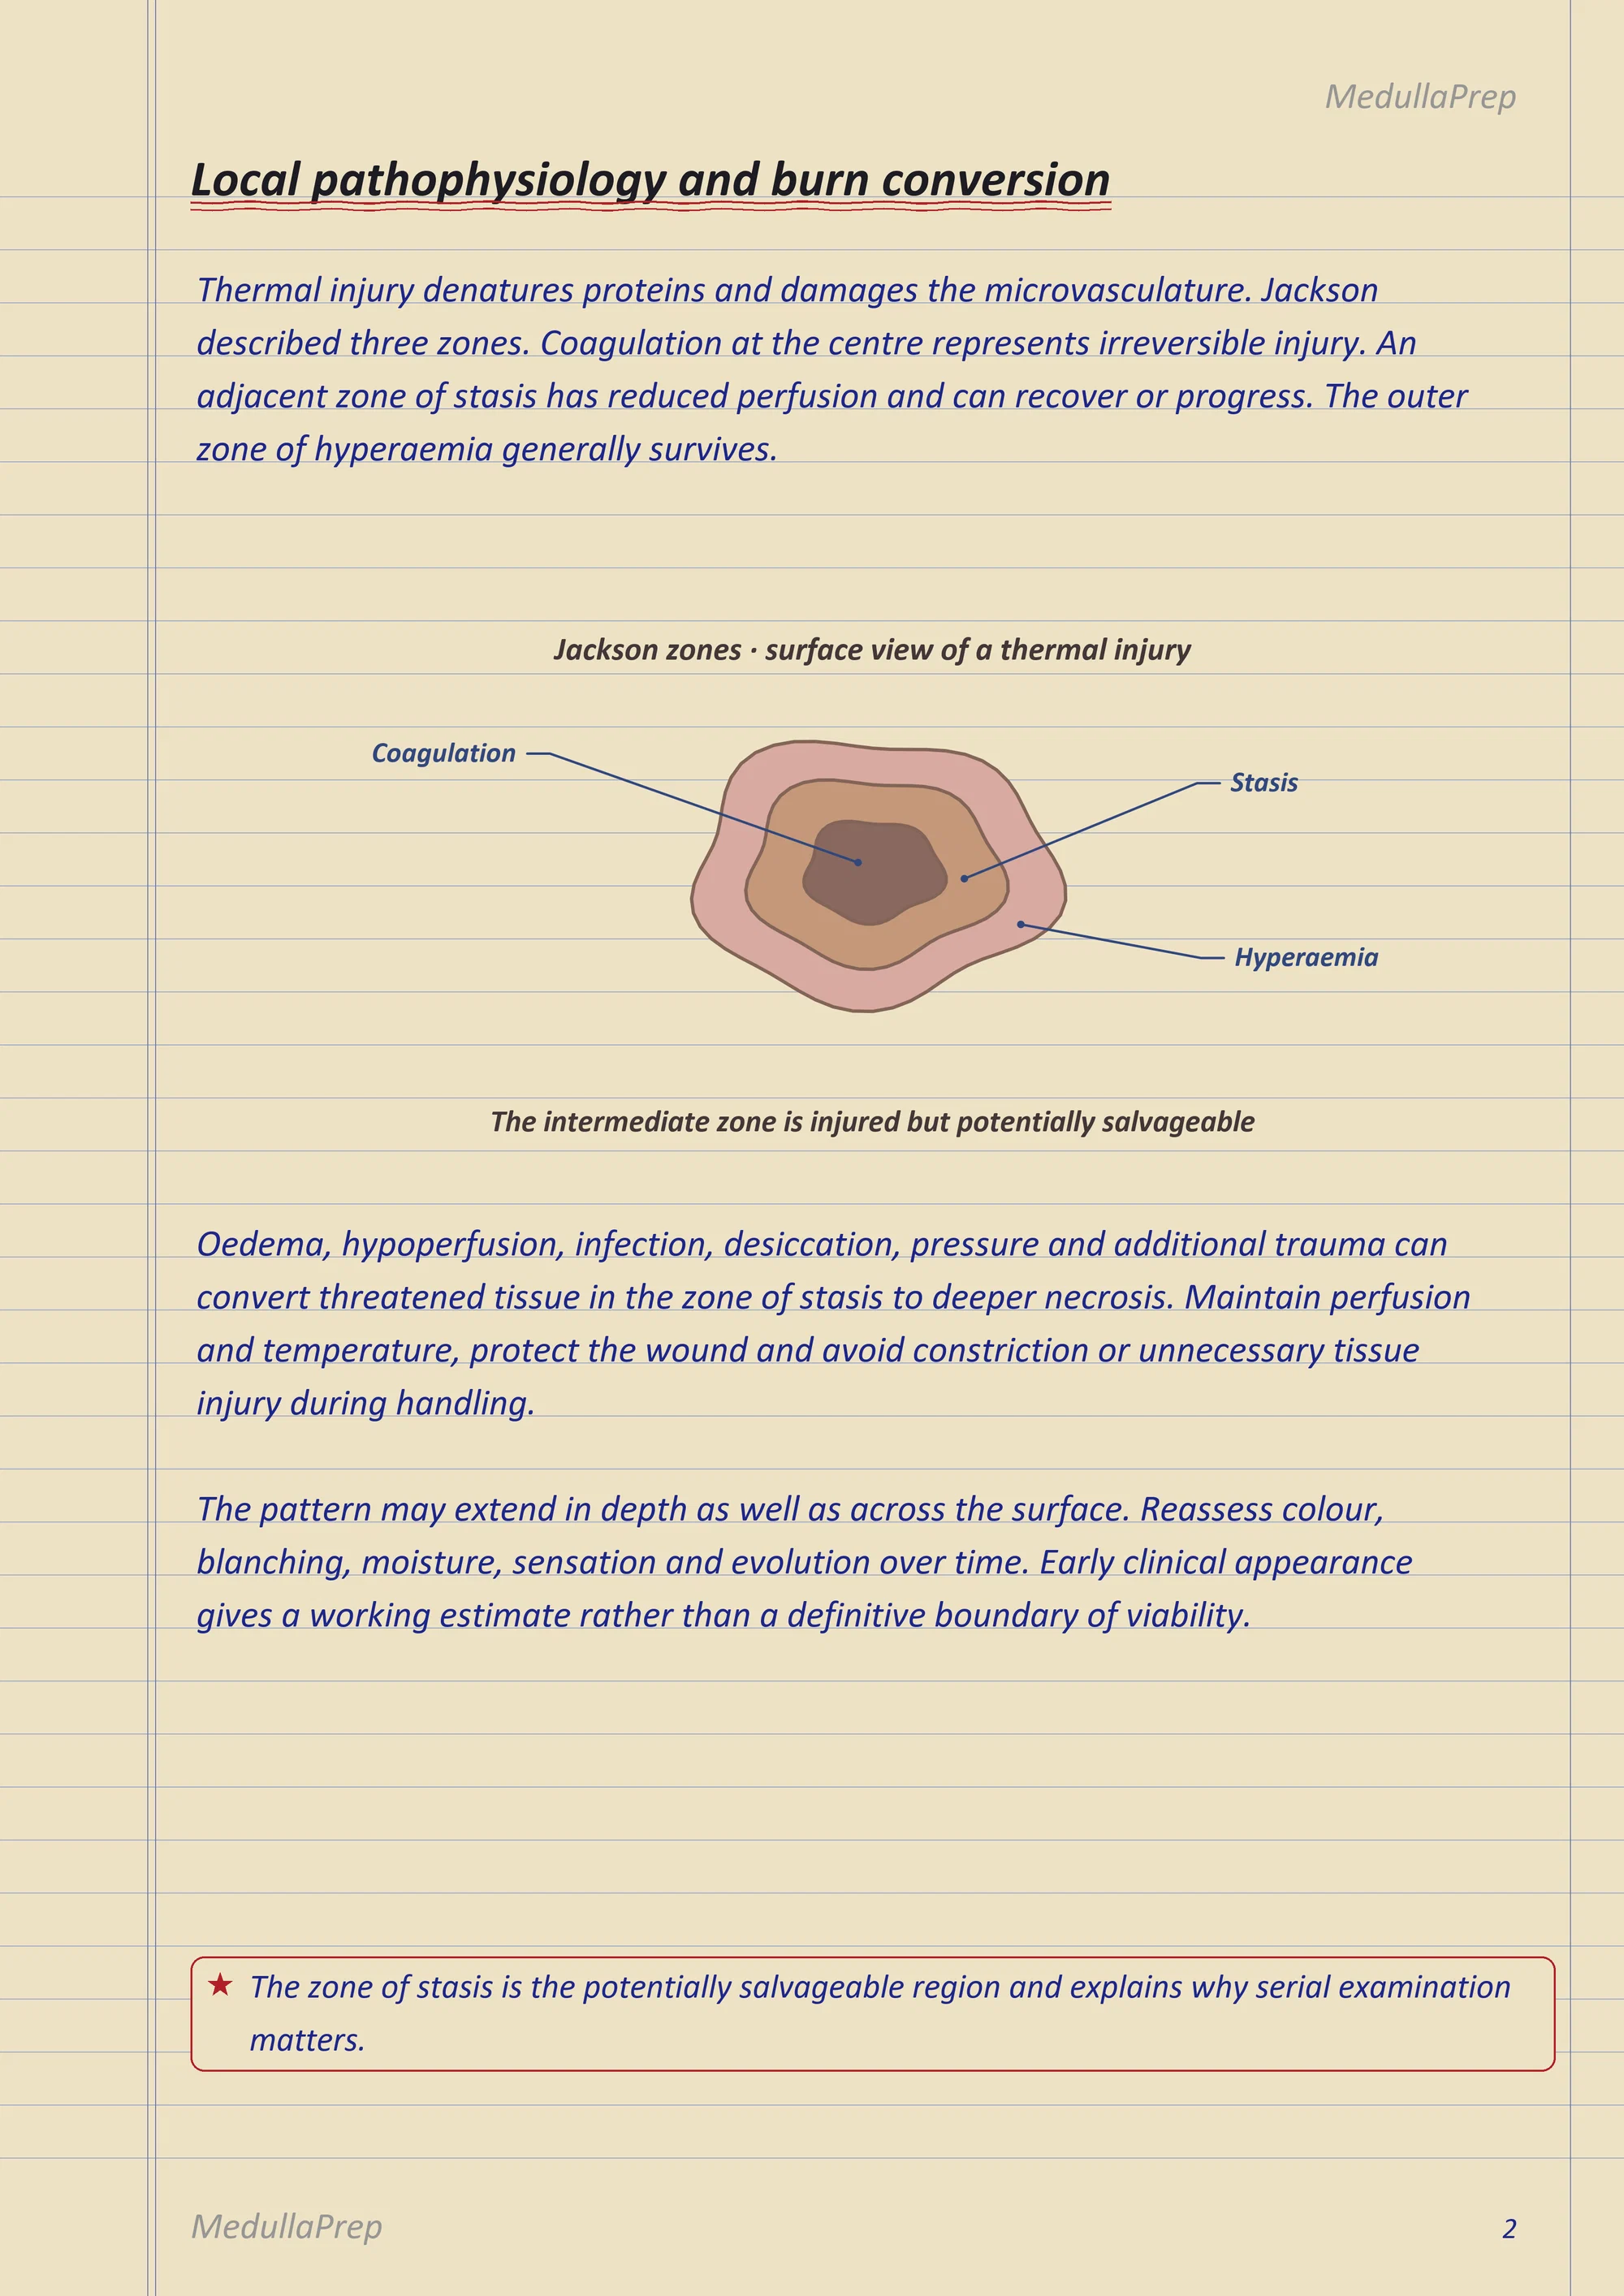 MedullaPrep
Local pathophysiology and burn conversion
Thermal injury denatures proteins and damages the microvasculature. Jackson
described three zones. Coagulation at the centre represents irreversible injury. An
adjacent zone of stasis has reduced perfusion and can recover or progress. The outer
zone of hyperaemia generally survives.
Jackson zones · surface view of a thermal injury
Coagulation
Stasis
Hyperaemia
The intermediate zone is injured but potentially salvageable
Oedema, hypoperfusion, infection, desiccation, pressure and additional trauma can
convert threatened tissue in the zone of stasis to deeper necrosis. Maintain perfusion
and temperature, protect the wound and avoid constriction or unnecessary tissue
injury during handling.
The pattern may extend in depth as well as across the surface. Reassess colour,
blanching, moisture, sensation and evolution over time. Early clinical appearance
gives a working estimate rather than a definitive boundary of viability.
★ The zone of stasis is the potentially salvageable region and explains why serial examination
matters.
MedullaPrep
2